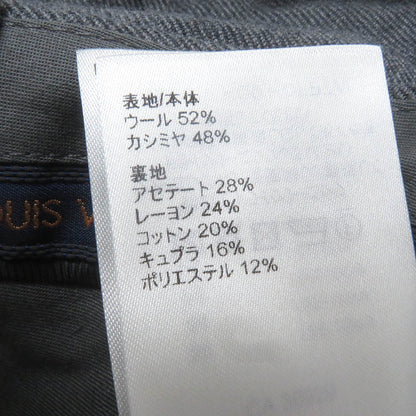 表地/本体
ウール 52%
カシミヤ 48%
裏地
アセテート 28%
レーヨン 24%
コットン 20%
キュプラ 16%
ポリエステル 12%
OUIS V